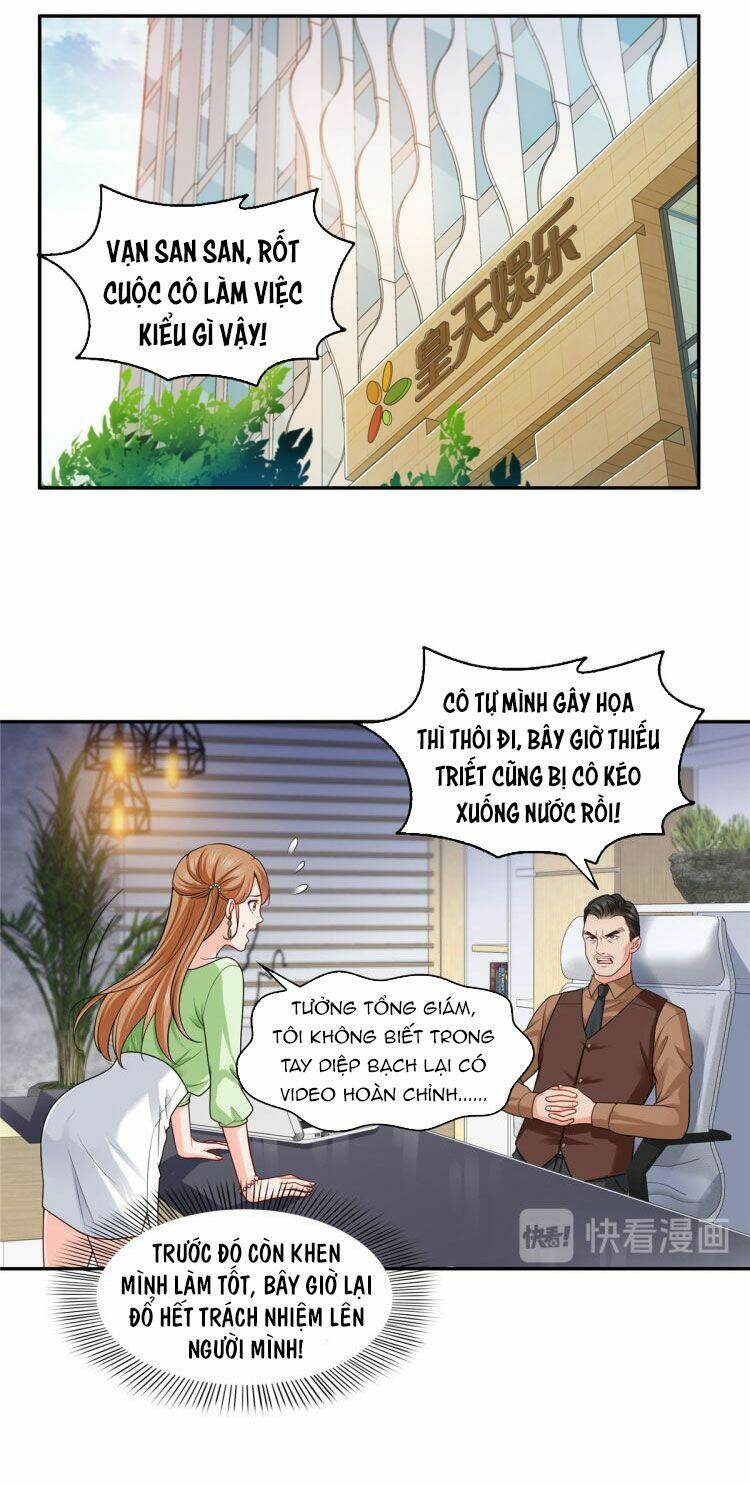 VẠN SAN SAN, RỐT
CUỘC CÔ LÀM VIỆC
KIỂU GÌ VẬY!
皇天娱乐
CÔ TỰ MÌNH GÂY HỌA
THÌ THÔI ĐI, BÂY GIỜ THIẾU
TRIẾT CŨNG BỊ CÔ KÉO
XUỐNG NƯỚC RỒI!
TƯỞNG TỔNG GIÁM,
TÔI KHÔNG BIẾT TRONG
TAY DIỆP BẠCH LẠI CÓ
VIDEO HOÀN CHỈNH......
快看! 快看漫画
TRƯỚC ĐÓ CÒN KHEN
MÌNH LÀM TỐT, BÂY GIỜ LẠI
ĐỔ HẾT TRÁCH NHIỆM LÊN
NGƯỜI MÌNH!